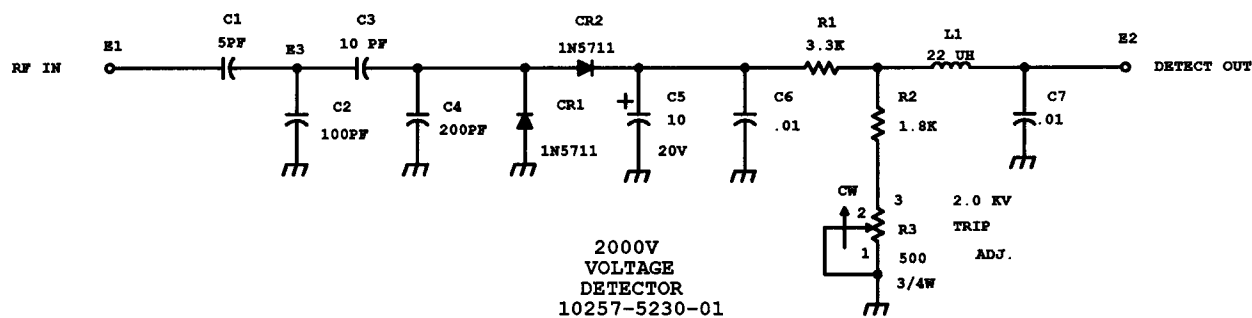 RF IN
E1
C1
5PF
E3
C3
10 PF
C2
100PF
C4
200PF
CR2
1N5711
CR1
1N5711
+
C5
10
20V
C6
.01
R1
3.3K
L1
22 UH
E2
DETECT OUT
R2
1.8K
C7
.01
CW
3
2
1
R3
500
3/4W
2.0 KV
TRIP
ADJ.
2000V
VOLTAGE
DETECTOR
10257-5230-01